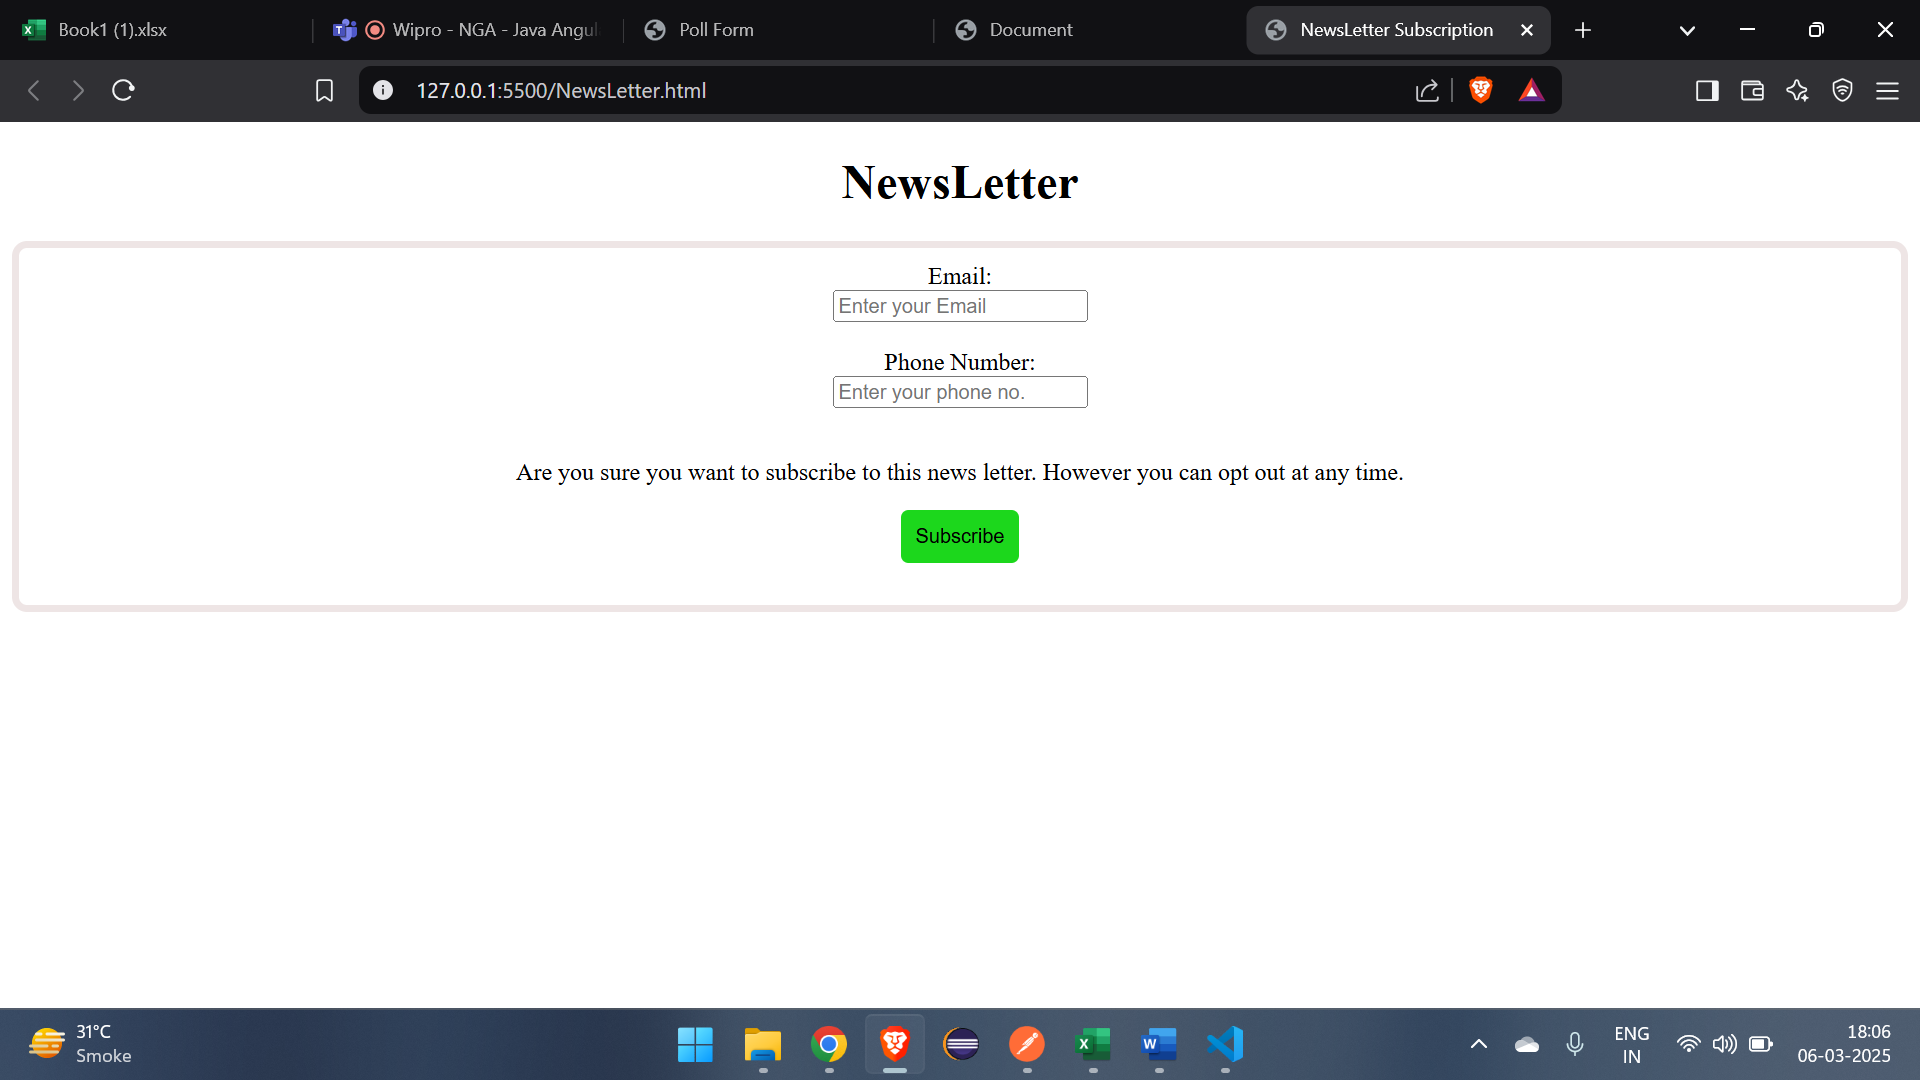 Book1 (1).xlsx
Wipro - NGA - Java Angul
Poll Form
Document
NewsLetter Subscription
127.0.0.1:5500/NewsLetter.html
NewsLetter
Email:
Enter your Email
Phone Number:
Enter your phone no.
Are you sure you want to subscribe to this news letter. However you can opt out at any time.
Subscribe
31°C
Smoke
ENG
IN
18:06
06-03-2025